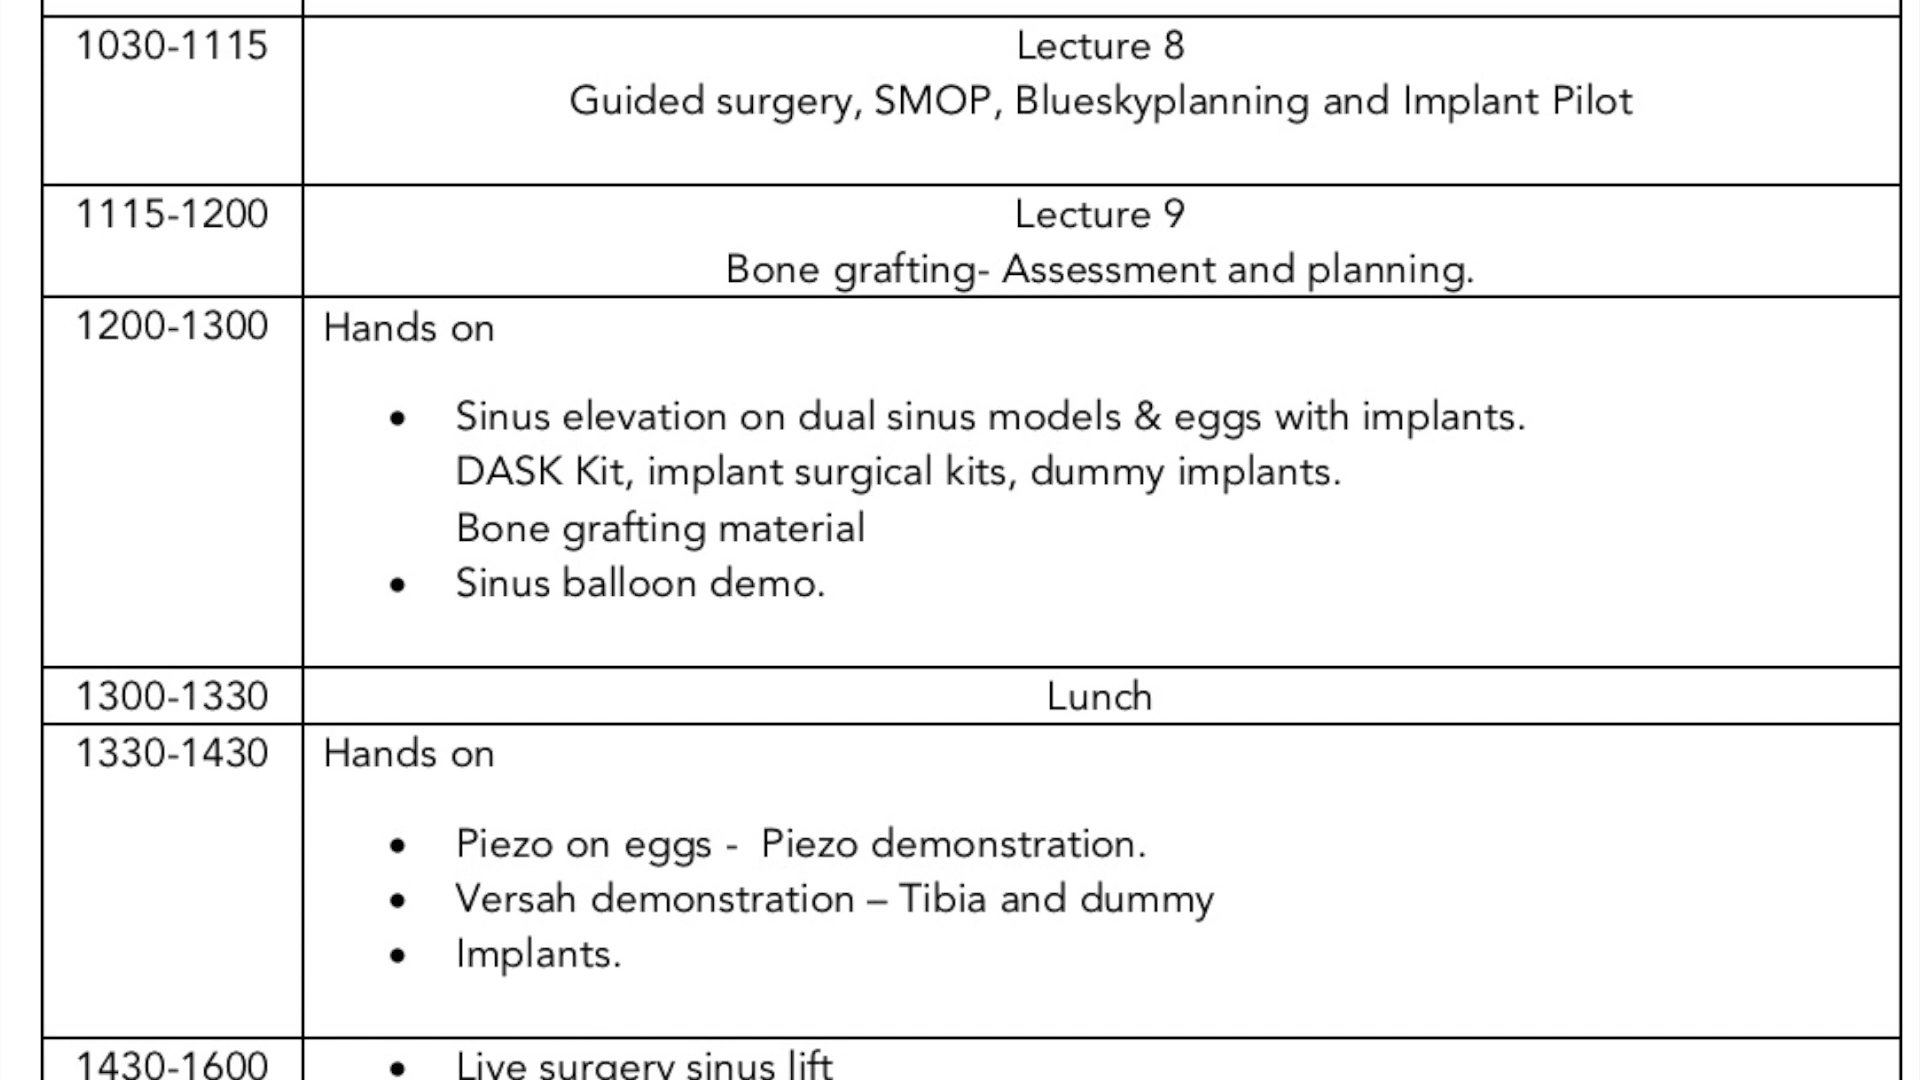 1030-1115
Lecture 8
Guided surgery, SMOP, Blueskyplanning and Implant Pilot
1115-1200
Lecture 9
Bone grafting- Assessment and planning.
1200-1300
Hands on
• Sinus elevation on dual sinus models & eggs with implants.
DASK Kit, implant surgical kits, dummy implants.
Bone grafting material
• Sinus balloon demo.
1300-1330
Lunch
1330-1430
Hands on
• Piezo on eggs - Piezo demonstration.
• Versah demonstration – Tibia and dummy
• Implants.
1430-1600
• Live surgery sinus lift